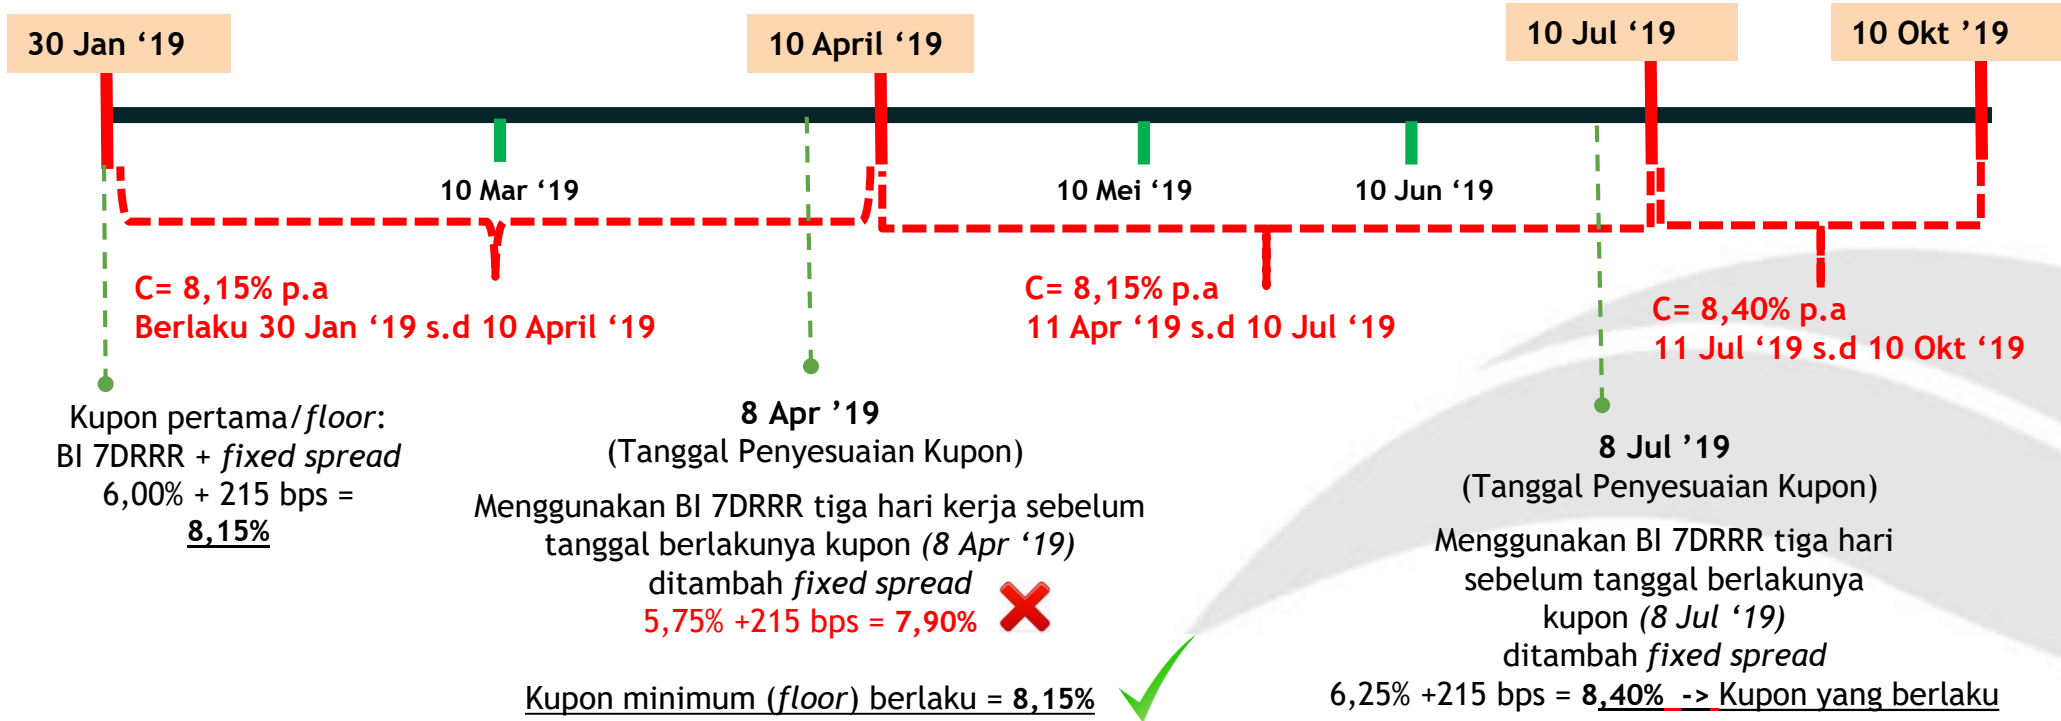 30 Jan ‘19
10 April ‘19
10 Jul ‘19
10 Okt ’19
10 Mar ‘19
10 Mei ‘19
10 Jun ‘19
C= 8,15% p.a
Berlaku 30 Jan ‘19 s.d 10 April ‘19
C= 8,15% p.a
11 Apr ‘19 s.d 10 Jul ‘19
C= 8,40% p.a
11 Jul ‘19 s.d 10 Okt ‘19
Kupon pertama/floor:
BI 7DRRR + fixed spread
6,00% + 215 bps =
8,15%
8 Apr ’19
(Tanggal Penyesuaian Kupon)
Menggunakan BI 7DRRR tiga hari kerja sebelum
tanggal berlakunya kupon (8 Apr ‘19)
ditambah fixed spread
5,75% +215 bps = 7,90%
Kupon minimum (floor) berlaku = 8,15%
8 Jul ’19
(Tanggal Penyesuaian Kupon)
Menggunakan BI 7DRRR tiga hari
sebelum tanggal berlakunya
kupon (8 Jul ‘19)
ditambah fixed spread
6,25% +215 bps = 8,40% -> Kupon yang berlaku